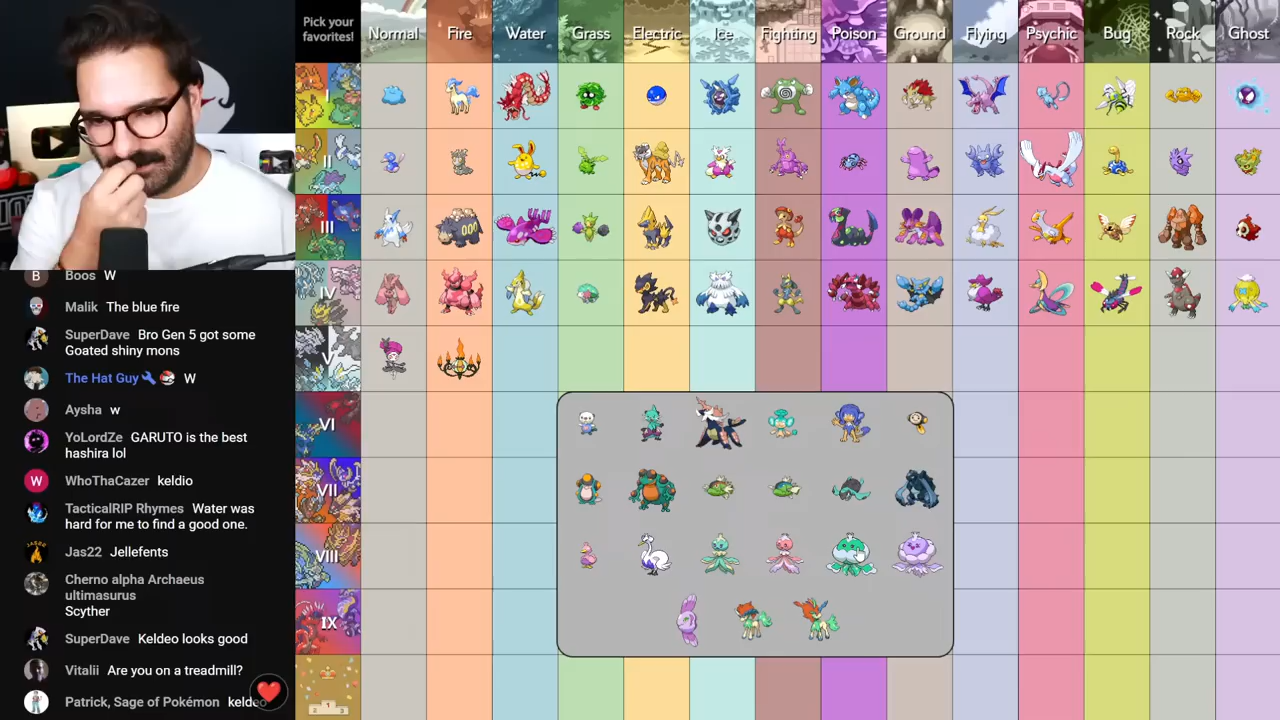 Pick your
favorites!
Normal
Fire
Water
Grass
Electric
Ice
Fighting
Poison
Ground
Flying
Psychic
Bug
Rock
Ghost
I
II
III
IV
V
VI
VII
VIII
IX
2 1 3
B Boos W
Malik The blue fire
SuperDave Bro Gen 5 got some
Goated shiny mons
The Hat Guy W
Aysha w
YoLordZe GARUTO is the best
hashira lol
W WhoThaCazer keldio
TacticalRIP Rhymes Water was
hard for me to find a good one.
Jas22 Jellefents
Cherno alpha Archaeus
ultimasurus
Scyther
SuperDave Keldeo looks good
Vitalii Are you on a treadmill?
Patrick, Sage of Pokémon keldeo